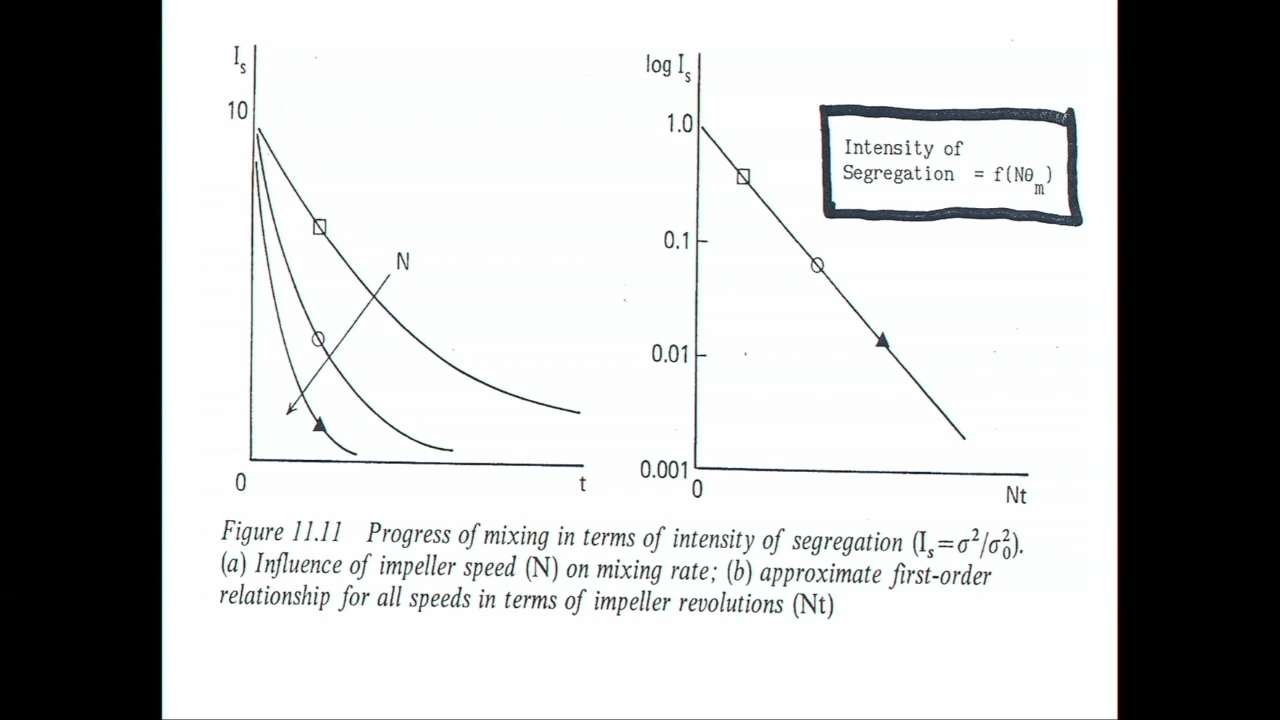 I_s
10
N
0
t
log I_s
1.0
0.1
0.01
0.001
0
Nt
Intensity of
Segregation = f(Nθ_m)
Figure 11.11 Progress of mixing in terms of intensity of segregation (I_s=σ²/σ₀²).
(a) Influence of impeller speed (N) on mixing rate; (b) approximate first-order
relationship for all speeds in terms of impeller revolutions (Nt)